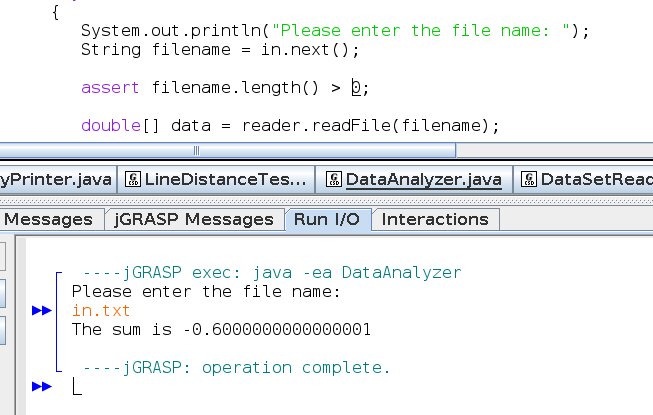 {
System.out.println("Please enter the file name: ");
String filename = in.next();
assert filename.length() > 0;
double[] data = reader.readFile(filename);
yPrinter.java LineDistanceTes... DataAnalyzer.java DataSetRead
Messages jGRASP Messages Run I/O Interactions
----jGRASP exec: java -ea DataAnalyzer
Please enter the file name:
in.txt
The sum is -0.6000000000000001
----jGRASP: operation complete.